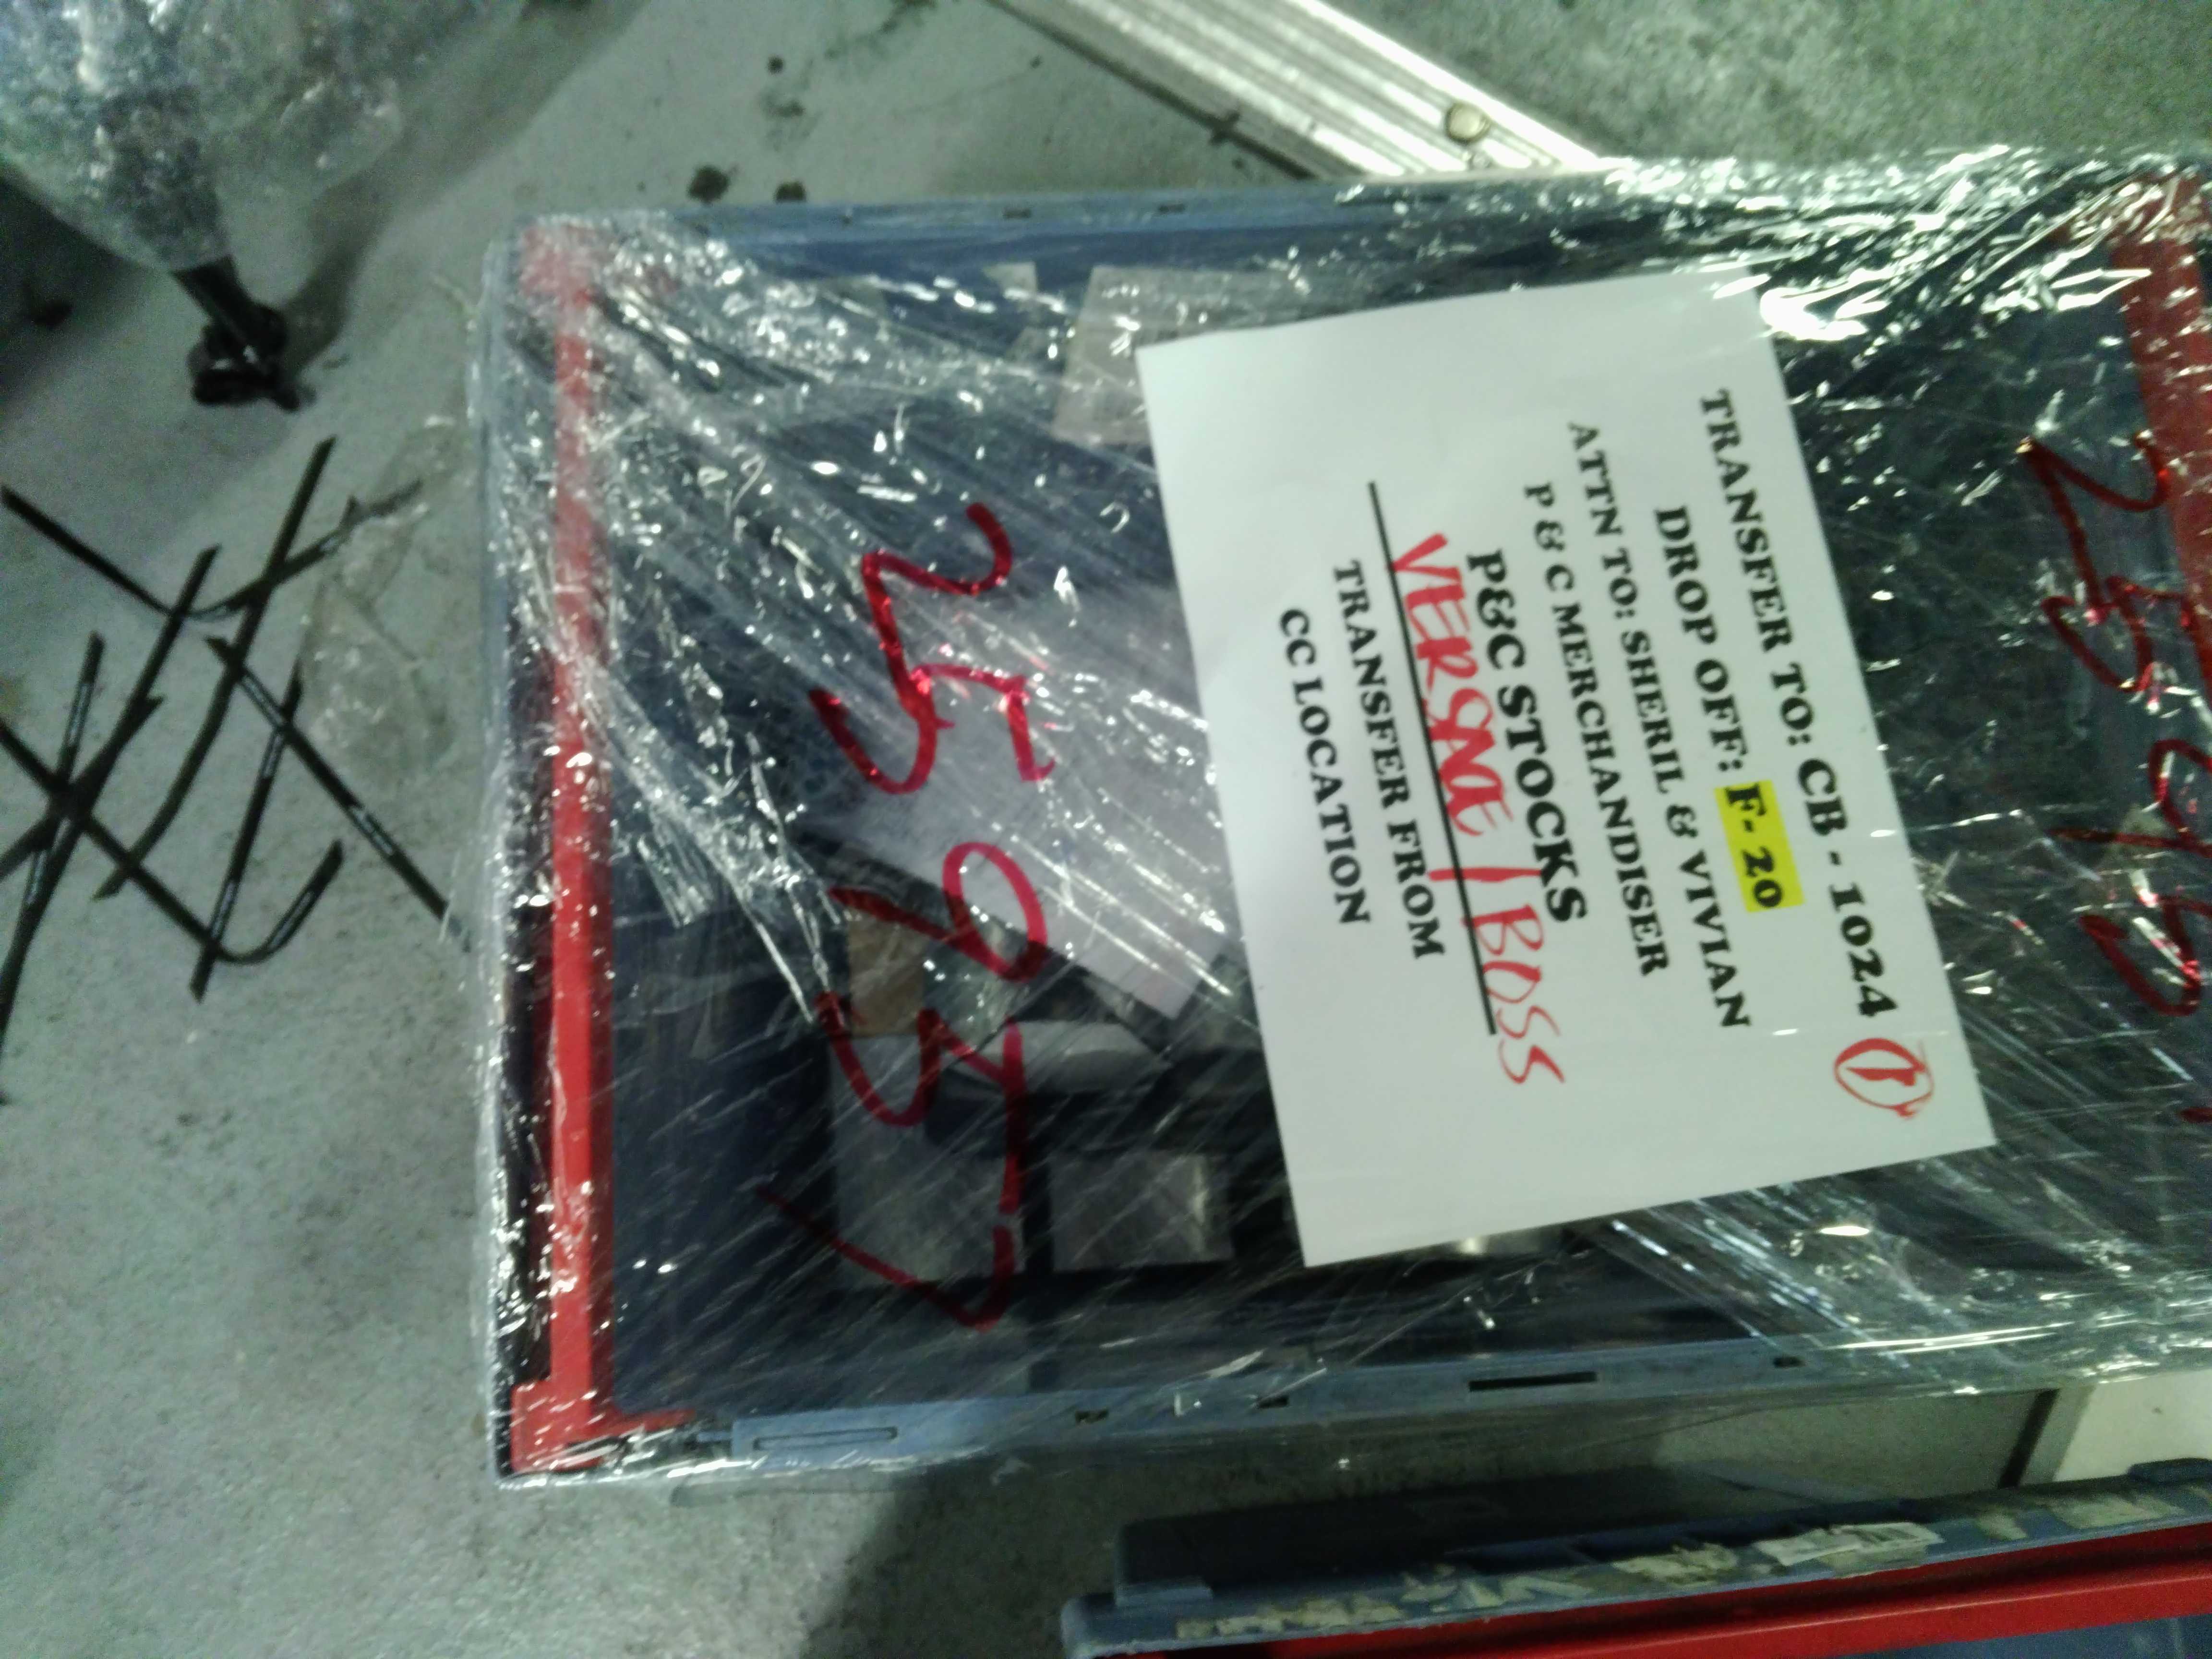 TRANSFER TO: CB - 1024 1
DROP OFF: F- 20
ATTN TO: SHERIL & VIVIAN
P & C MERCHANDISER
P&C STOCKS
VERSACE / BOSS
TRANSFER FROM
CC LOCATION